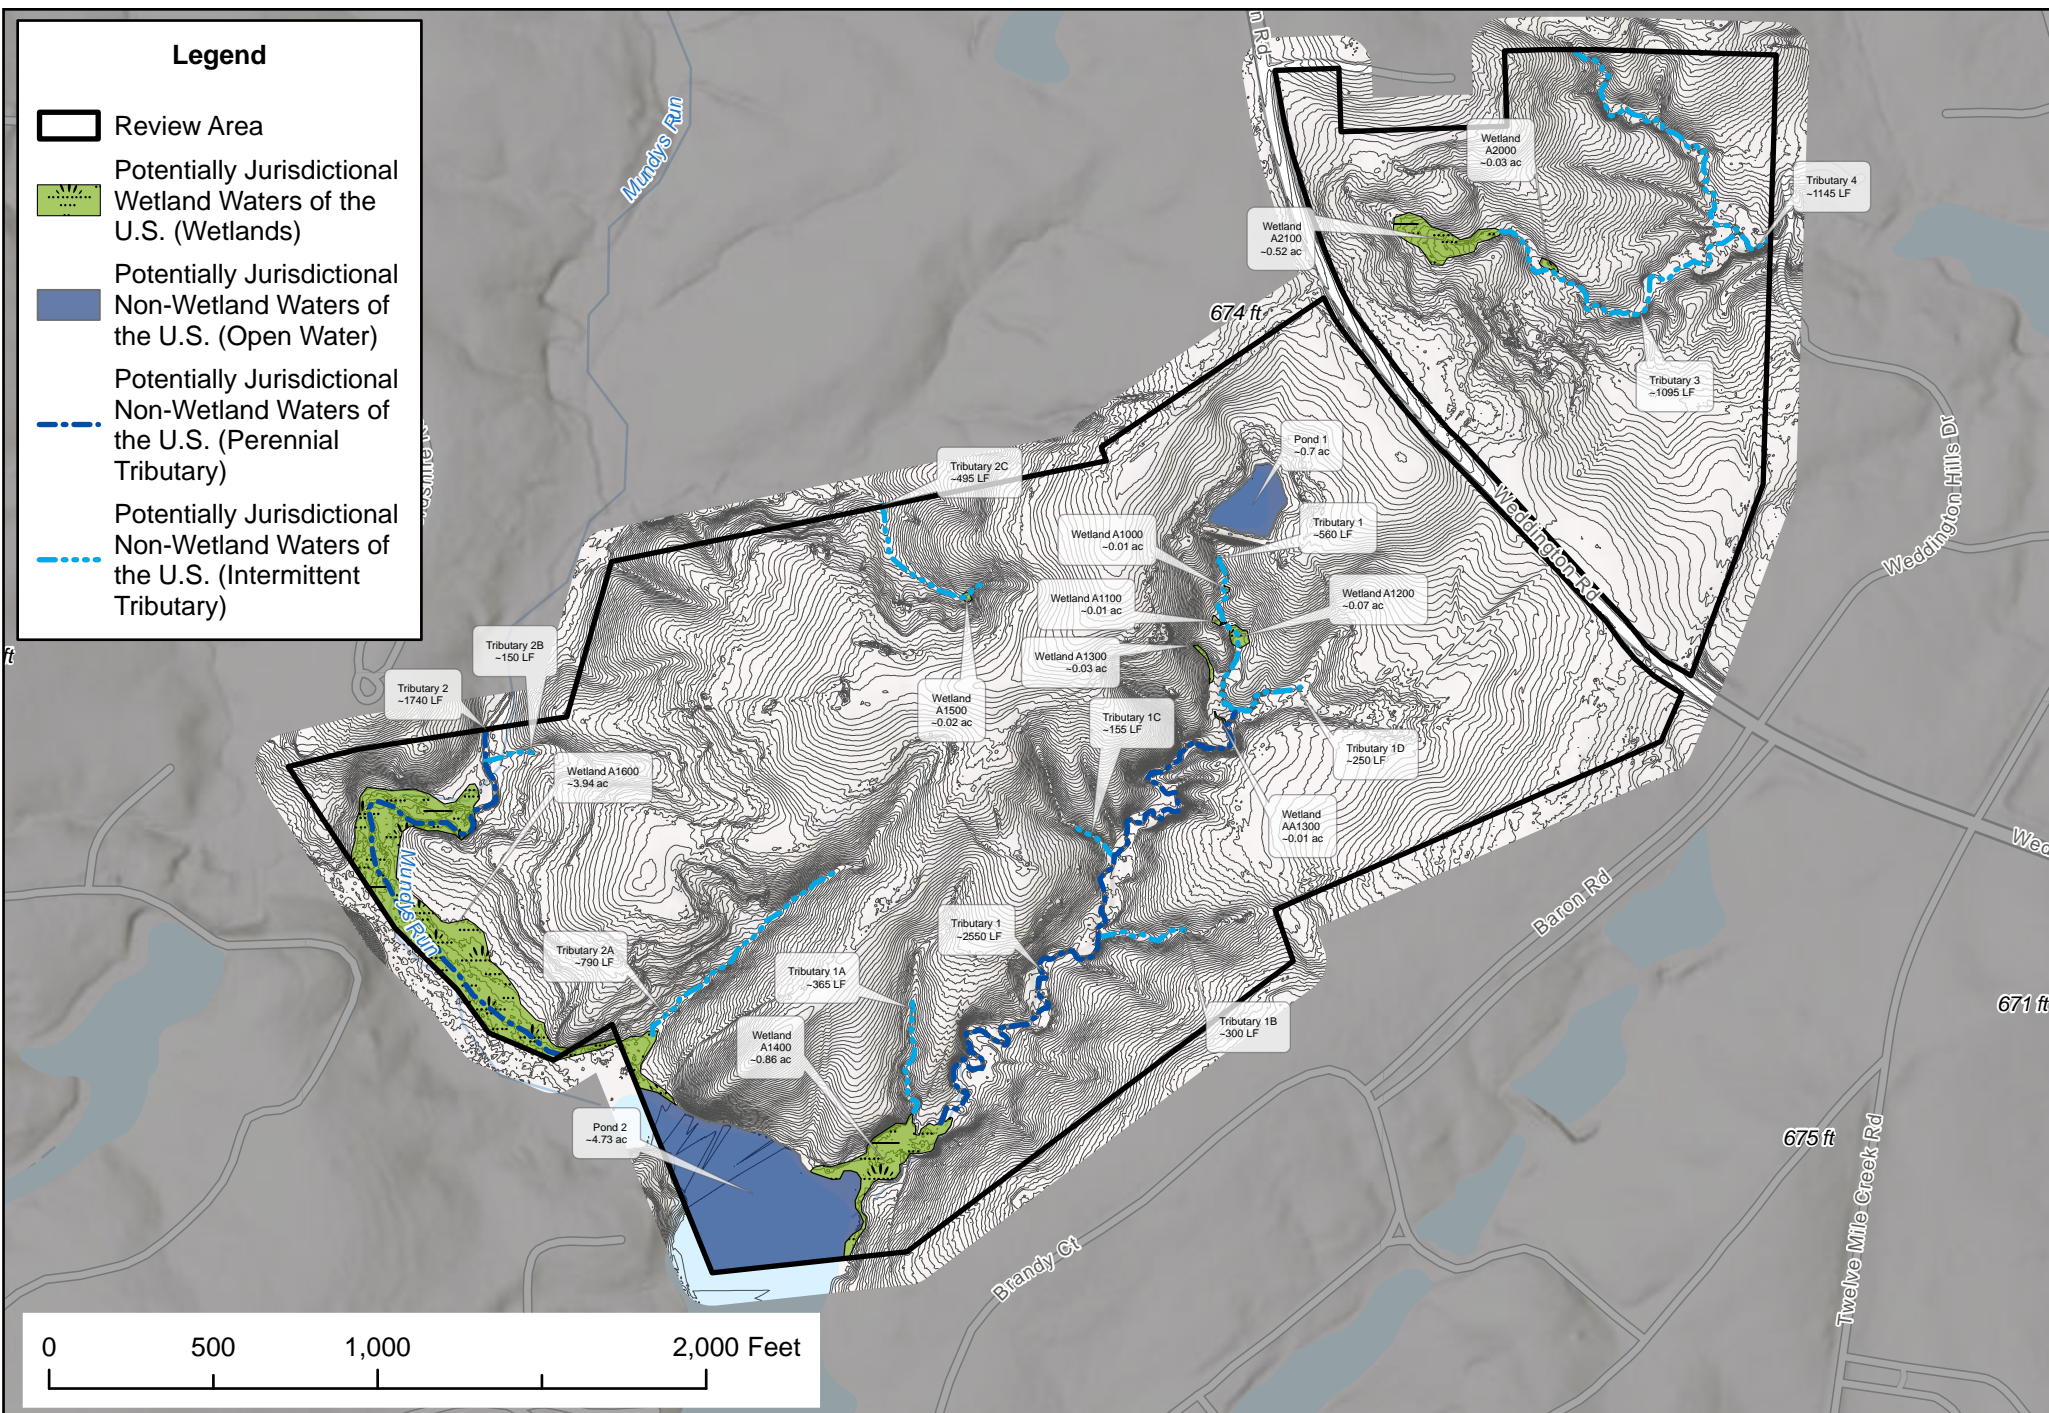 Legend
Review Area
Potentially Jurisdictional
Wetland Waters of the
U.S. (Wetlands)
Potentially Jurisdictional
Non-Wetland Waters of
the U.S. (Open Water)
Potentially Jurisdictional
Non-Wetland Waters of
the U.S. (Perennial
Tributary)
Potentially Jurisdictional
Non-Wetland Waters of
the U.S. (Intermittent
Tributary)
n Rd
Mundys Run
Wetland
A2000
~0.03 ac
Tributary 4
~1145 LF
Wetland
A2100
~0.52 ac
674 ft
Tributary 3
~1095 LF
Weddington Hills Dr
Pond 1
~0.7 ac
Tributary 2C
~495 LF
Weddington Rd
Tributary 1
~560 LF
Wetland A1000
~0.01 ac
Wetland A1100
~0.01 ac
Wetland A1200
~0.07 ac
Wetland A1300
~0.03 ac
ft
Tributary 2B
~150 LF
Tributary 2
~1740 LF
Wetland
A1500
~0.02 ac
Tributary 1C
~155 LF
Tributary 1D
~250 LF
Wetland A1600
~3.94 ac
Wetland
AA1300
~0.01 ac
Wed
Mundys Run
Baron Rd
Tributary 1
~2550 LF
Tributary 2A
~790 LF
Tributary 1A
~365 LF
671 ft
Tributary 1B
~300 LF
Wetland
A1400
~0.86 ac
Pond 2
~4.73 ac
675 ft
Twelve Mile Creek Rd
Brandy Ct
0 500 1,000 2,000 Feet